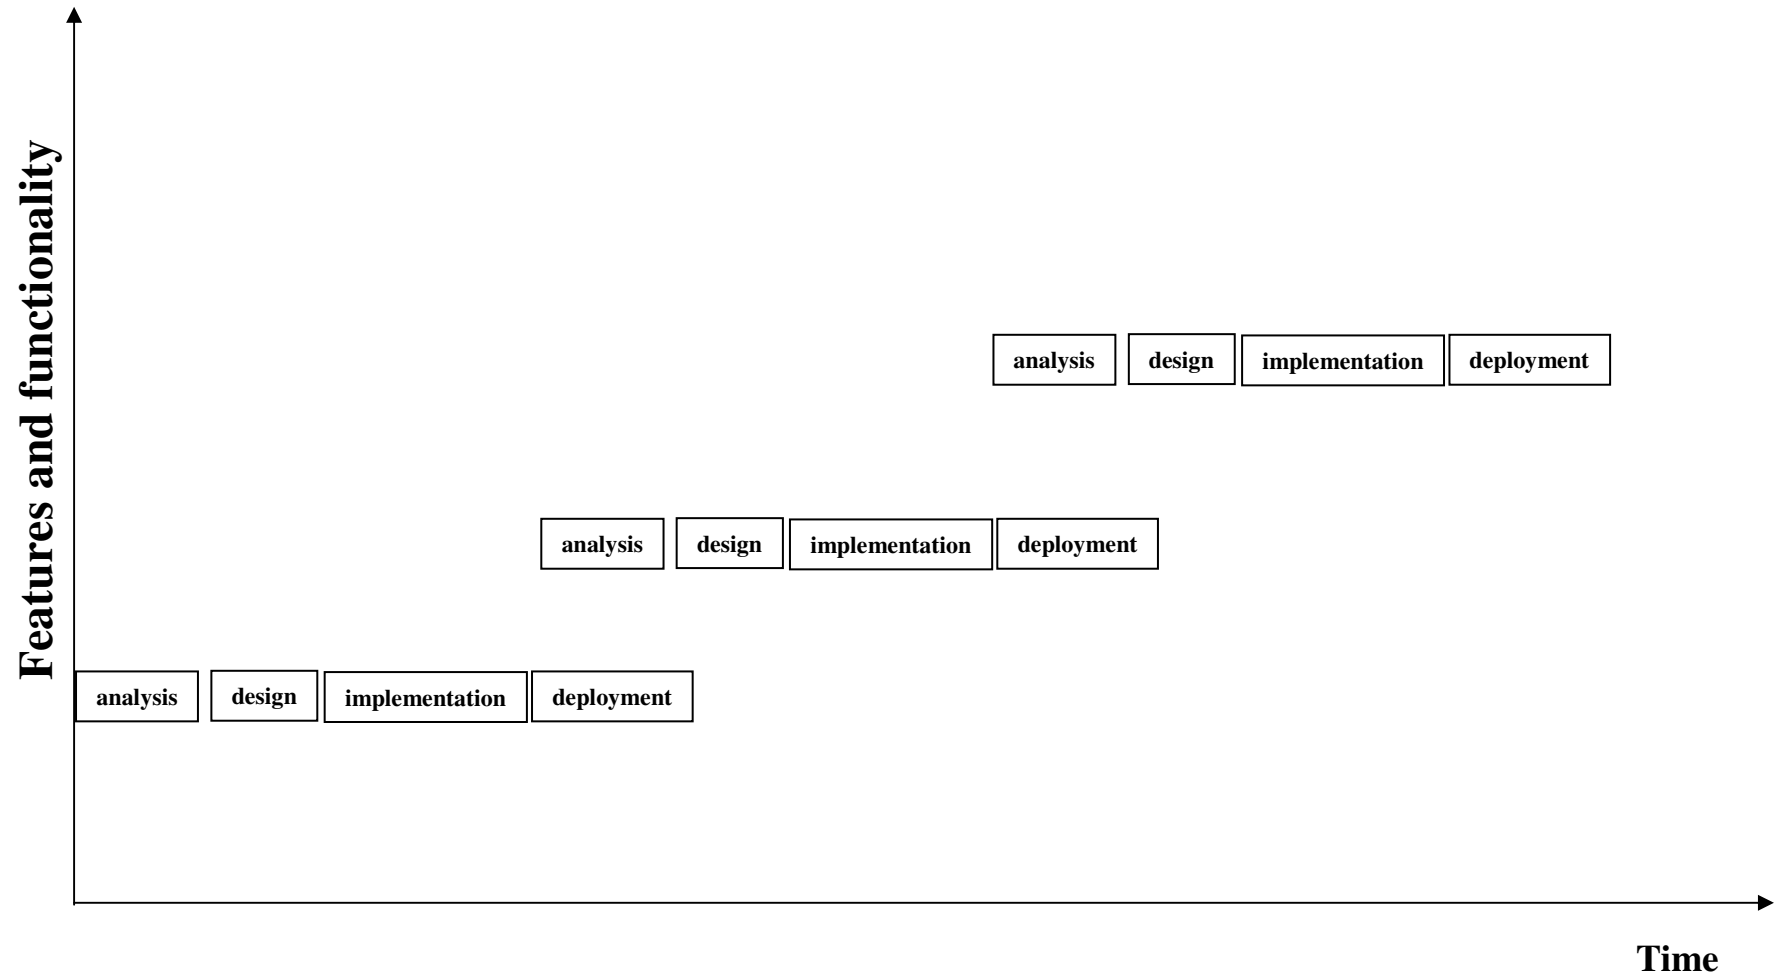 Features and functionality
analysis design implementation deployment
analysis design implementation deployment
analysis design implementation deployment
Time